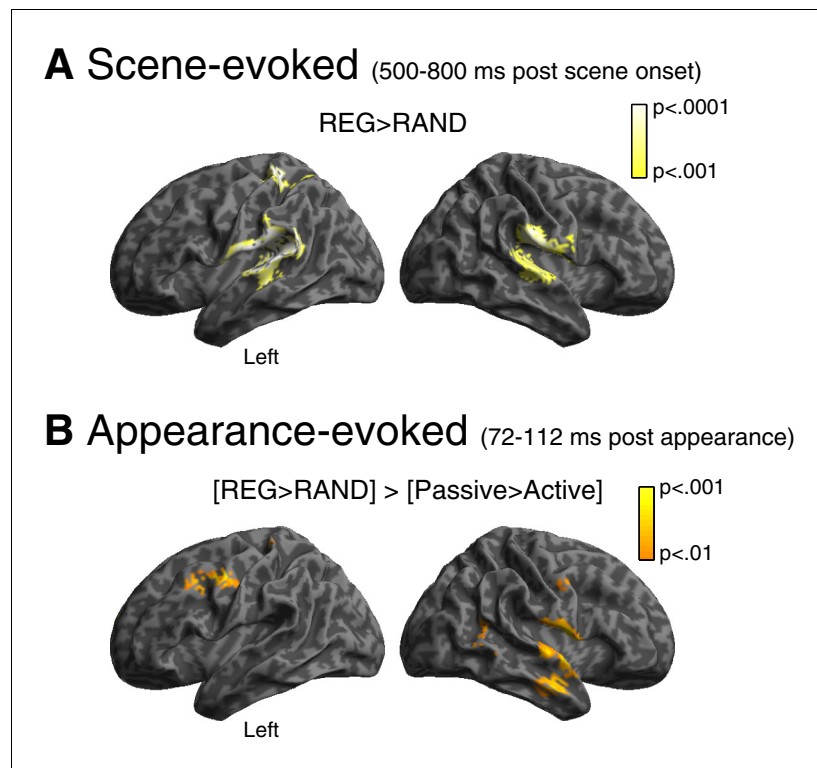 A Scene-evoked (500-800 ms post scene onset)
REG>RAND
p<.0001
p<.001
Left
B Appearance-evoked (72-112 ms post appearance)
[REG>RAND] > [Passive>Active]
p<.001
p<.01
Left